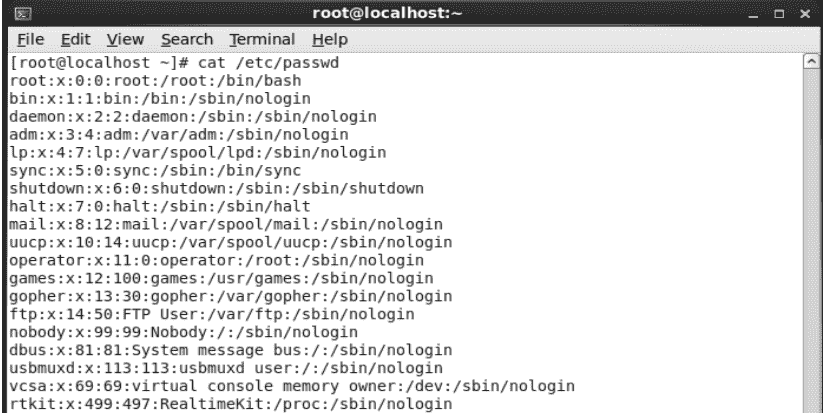 root@localhost:~
File Edit View Search Terminal Help
[root@localhost ~]# cat /etc/passwd
root:x:0:0:root:/root:/bin/bash
bin:x:1:1:bin:/bin:/sbin/nologin
daemon:x:2:2:daemon:/sbin:/sbin/nologin
adm:x:3:4:adm:/var/adm:/sbin/nologin
lp:x:4:7:lp:/var/spool/lpd:/sbin/nologin
sync:x:5:0:sync:/sbin:/bin/sync
shutdown:x:6:0:shutdown:/sbin:/sbin/shutdown
halt:x:7:0:halt:/sbin:/sbin/halt
mail:x:8:12:mail:/var/spool/mail:/sbin/nologin
uucp:x:10:14:uucp:/var/spool/uucp:/sbin/nologin
operator:x:11:0:operator:/root:/sbin/nologin
games:x:12:100:games:/usr/games:/sbin/nologin
gopher:x:13:30:gopher:/var/gopher:/sbin/nologin
ftp:x:14:50:FTP User:/var/ftp:/sbin/nologin
nobody:x:99:99:Nobody:/:/sbin/nologin
dbus:x:81:81:System message bus:/:/sbin/nologin
usbmuxd:x:113:113:usbmuxd user:/:/sbin/nologin
vcsa:x:69:69:virtual console memory owner:/dev:/sbin/nologin
rtkit:x:499:497:RealtimeKit:/proc:/sbin/nologin